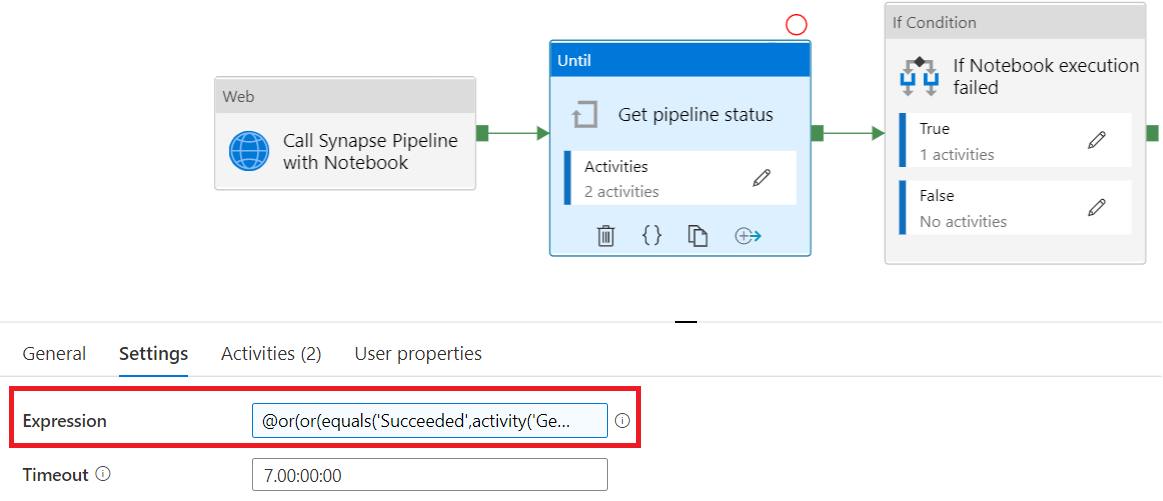 Web
Call Synapse Pipeline
with Notebook
Until
Get pipeline status
Activities
2 activities
If Condition
If Notebook execution
failed
True
1 activities
False
No activities
General
Settings
Activities (2)
User properties
Expression
@or(or(equals('Succeeded',activity('Ge...
Timeout
7.00:00:00